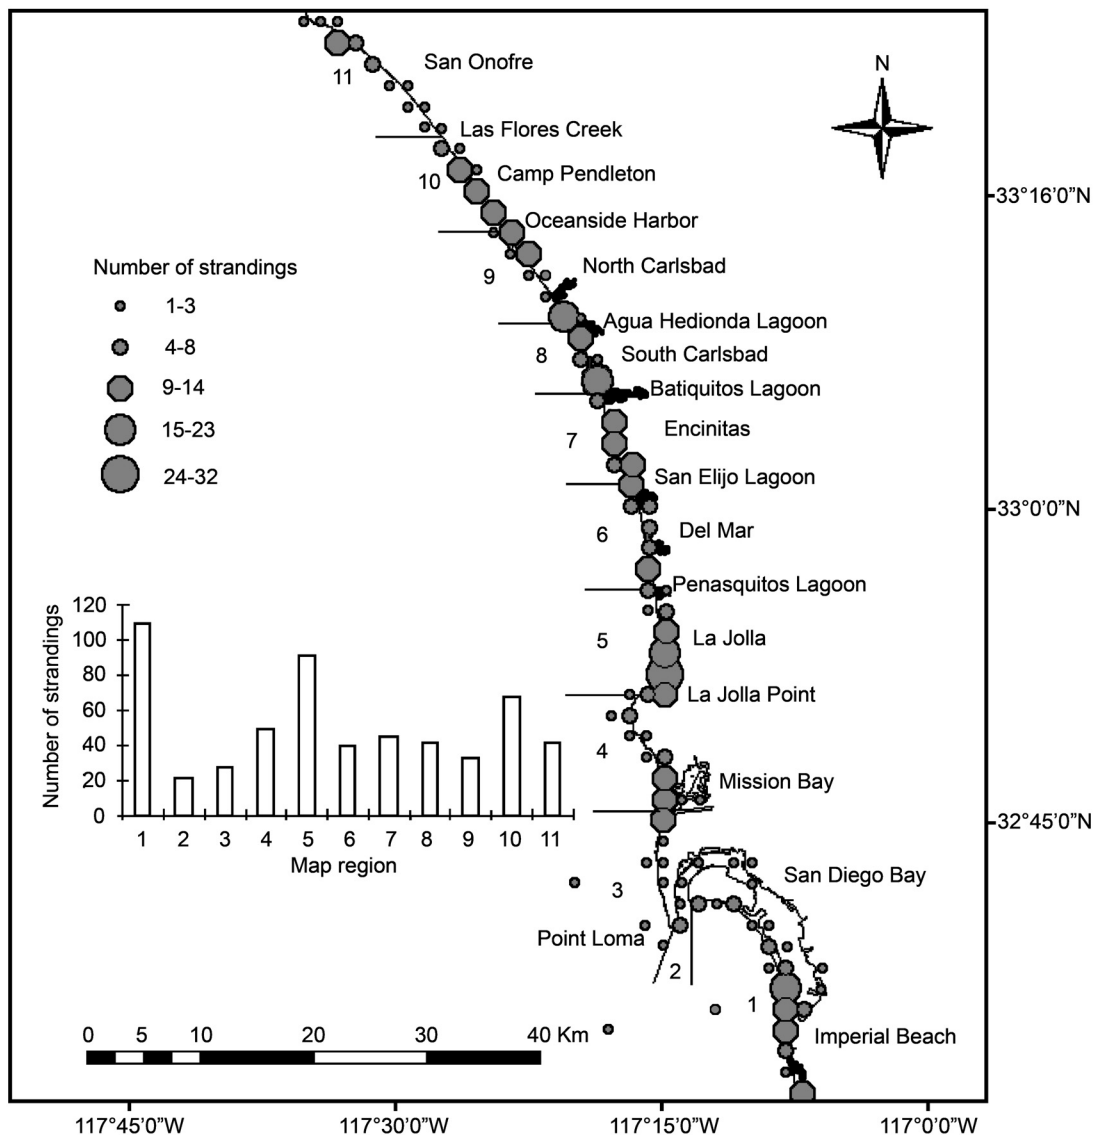 San Onofre
11
Las Flores Creek
10
Camp Pendleton
Oceanside Harbor
9
North Carlsbad
Agua Hedionda Lagoon
8
South Carlsbad
Batiquitos Lagoon
7
Encinitas
San Elijo Lagoon
6
Del Mar
Penasquitos Lagoon
5
La Jolla
La Jolla Point
4
Mission Bay
3
San Diego Bay
Point Loma
2
1
Imperial Beach
N
33°16'0"N
33°0'0"N
32°45'0"N
Number of strandings
1-3
4-8
9-14
15-23
24-32
Number of strandings
120
100
80
60
40
20
0
1 2 3 4 5 6 7 8 9 10 11
Map region
0 5 10 20 30 40 Km
117°45'0"W 117°30'0"W 117°15'0"W 117°0'0"W